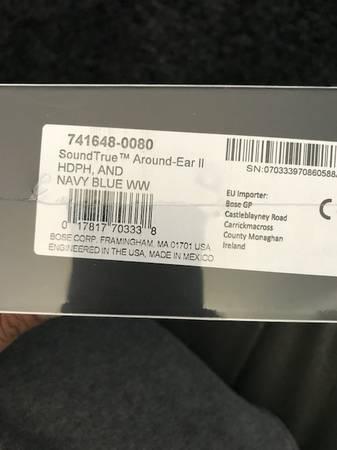 741648-0080
SoundTrue™ Around-Ear II
HDPH, AND
NAVY BLUE WW
0 17817 70333 8
BOSE CORP, FRAMINGHAM, MA 01701 USA
ENGINEERED IN THE USA, MADE IN MEXICO
SN:070333970860588
EU Importer:
Bose GP
Castleblayney Road
Carrickmacross
County Monaghan
Ireland